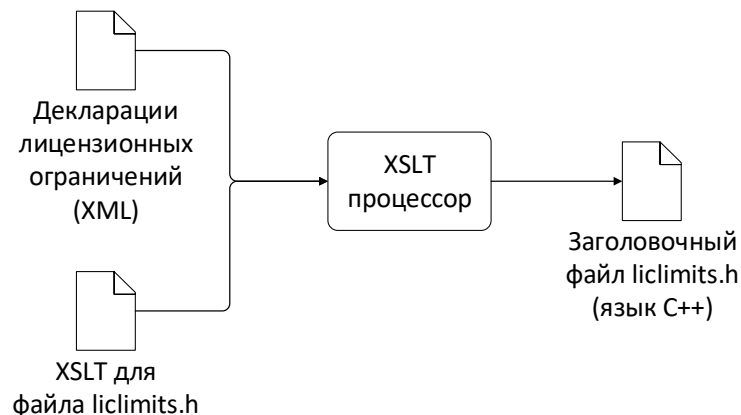 Декларации
лицензионных
ограничений
(XML)
XSLT для
файла liclimits.h
XSLT
процессор
Заголовочный
файл liclimits.h
(язык C++)